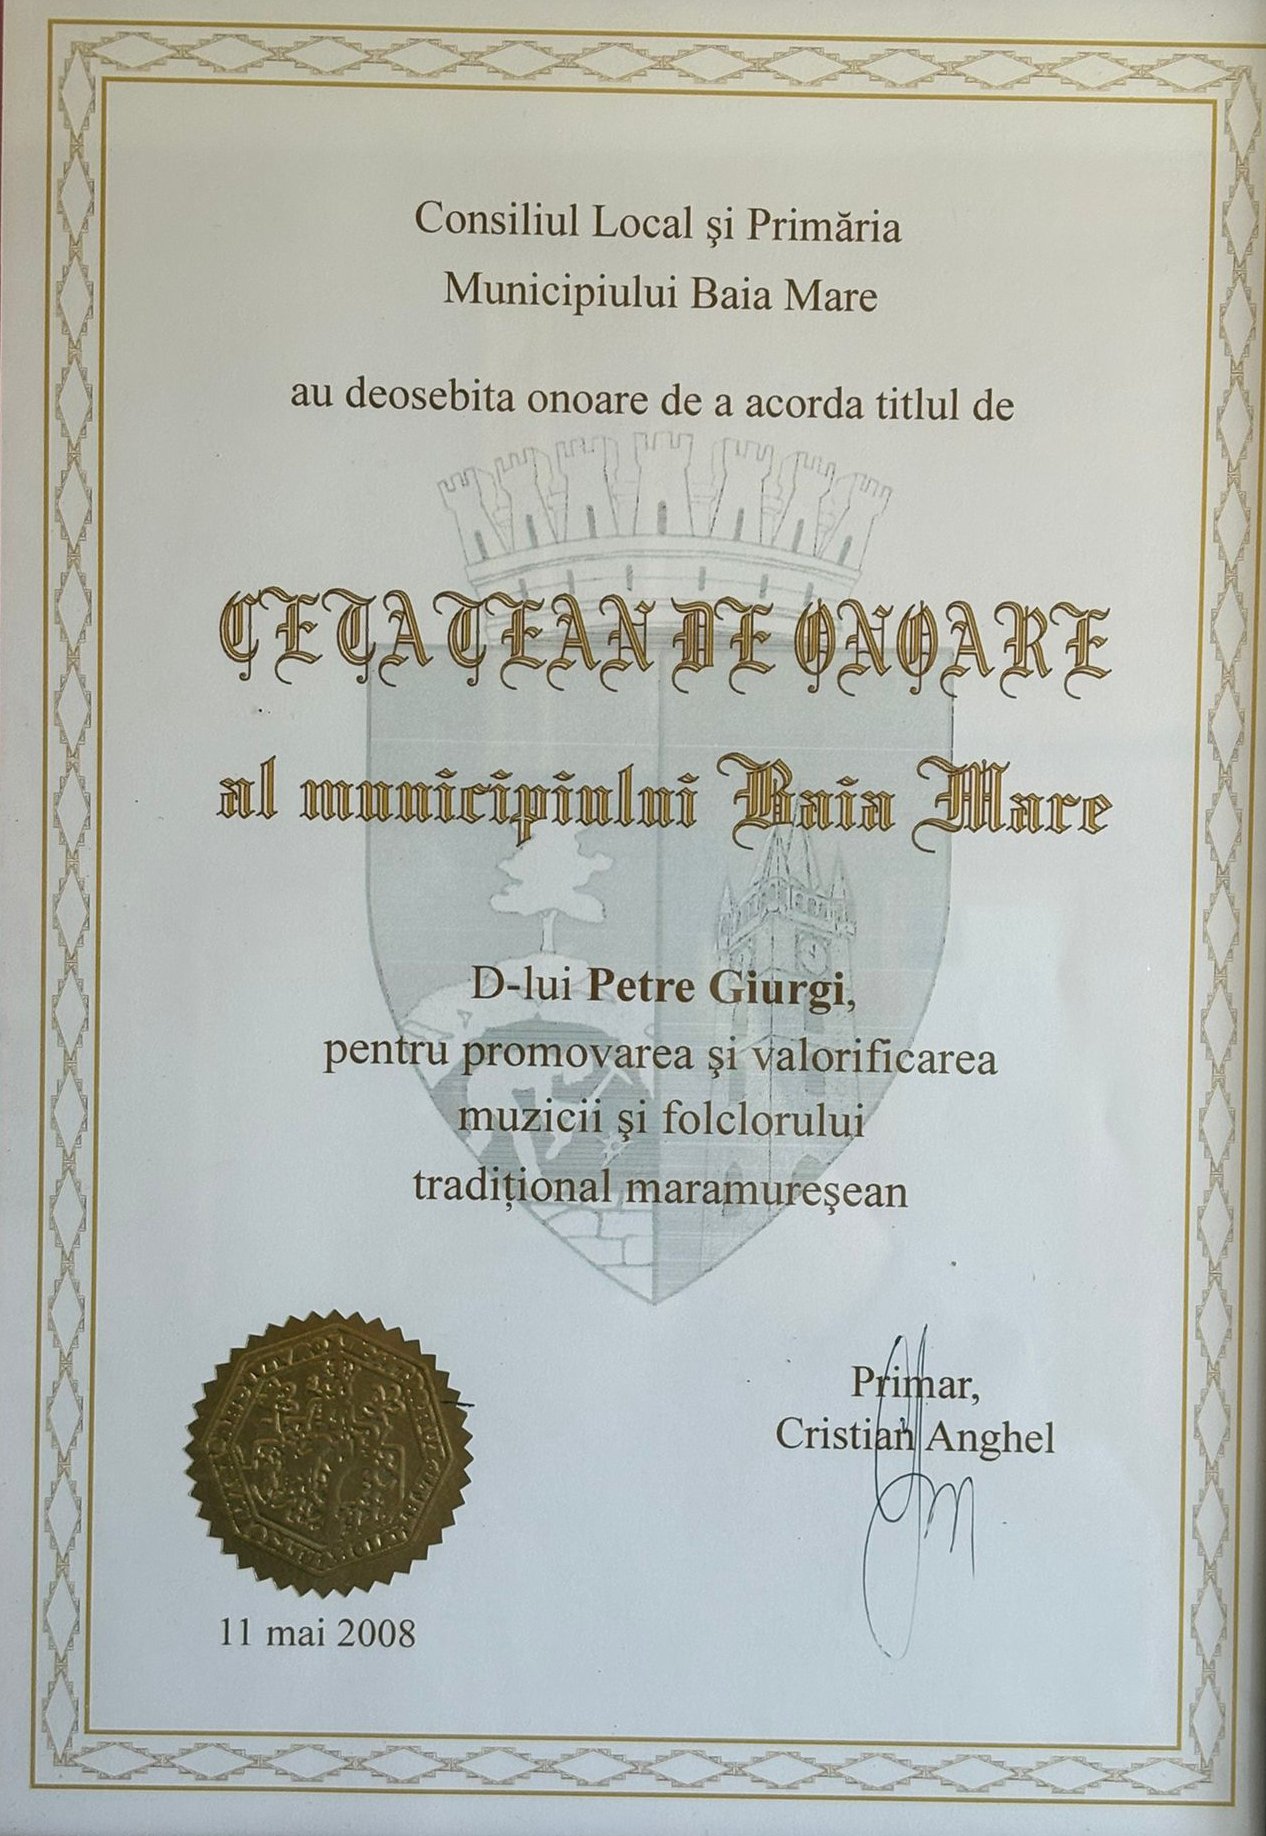 Consiliul Local şi Primăria
Municipiului Baia Mare
au deosebita onoare de a acorda titlul de
CETATEAN DE ONOARE
al municipiului Baia Mare
D-lui Petre Giurgi,
pentru promovarea şi valorificarea
muzicii şi folclorului
tradiţional maramureşean
Primar,
Cristian Anghel
11 mai 2008